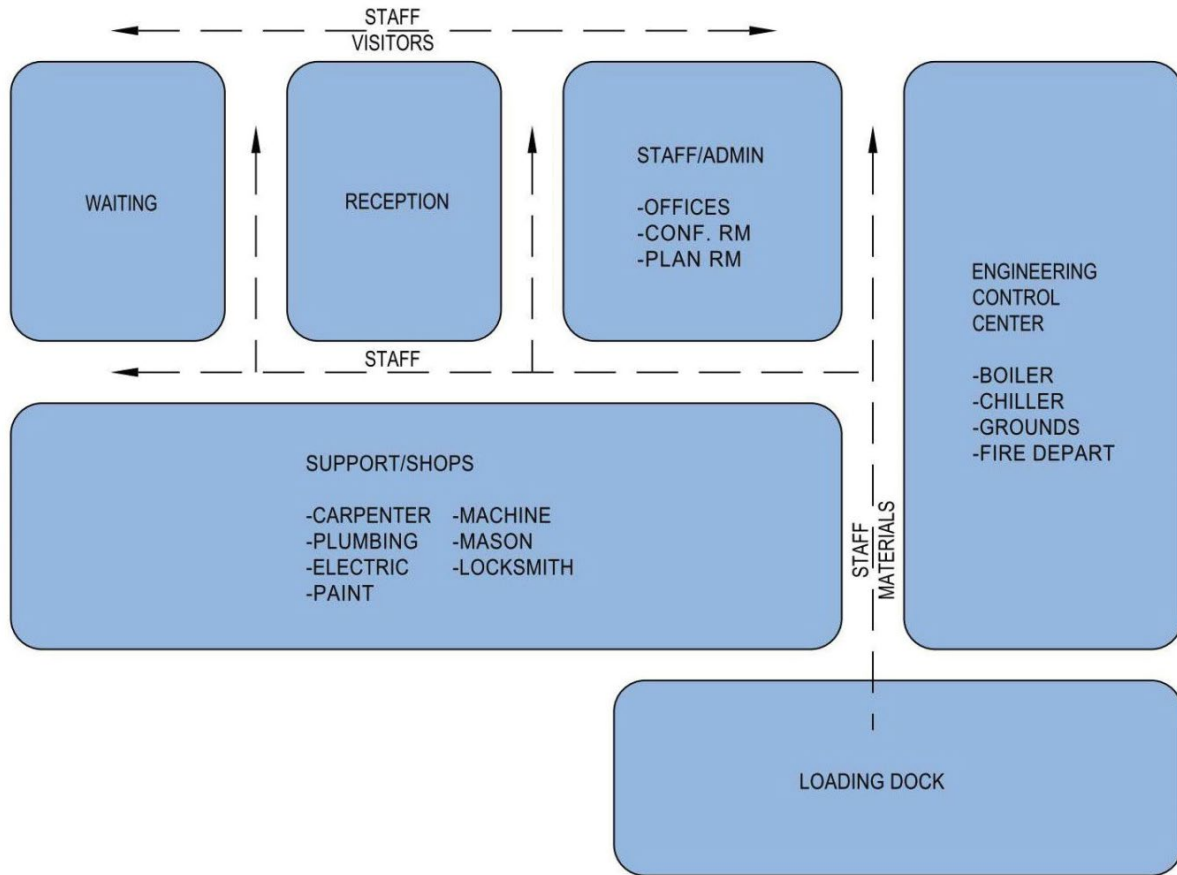 STAFF
VISITORS
WAITING
RECEPTION
STAFF/ADMIN
-OFFICES
-CONF. RM
-PLAN RM
ENGINEERING
CONTROL
CENTER
-BOILER
-CHILLER
-GROUNDS
-FIRE DEPART
STAFF
SUPPORT/SHOPS
-CARPENTER -MACHINE
-PLUMBING -MASON
-ELECTRIC -LOCKSMITH
-PAINT
STAFF
MATERIALS
LOADING DOCK